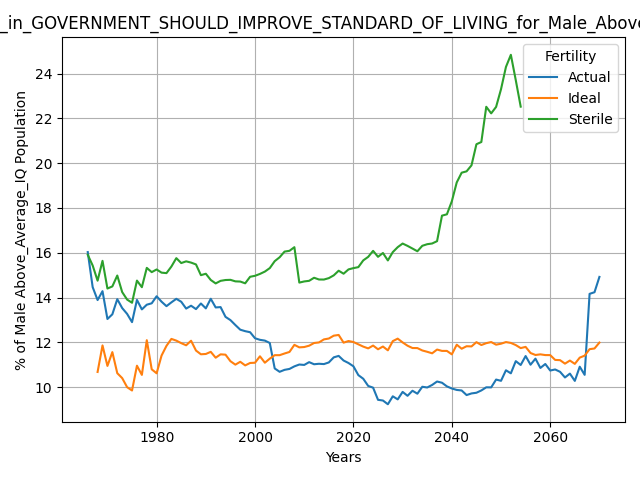 _in_GOVERNMENT_SHOULD_IMPROVE_STANDARD_OF_LIVING_for_Male_Above
% of Male Above_Average_IQ Population
24
22
20
18
16
14
12
10
1980
2000
2020
2040
2060
Years
Fertility
Actual
Ideal
Sterile